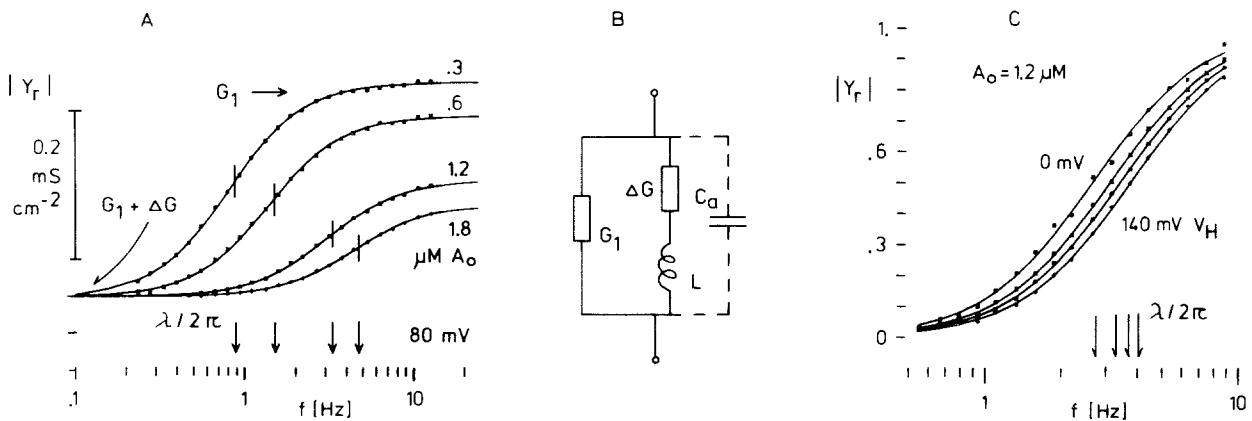 A
| Yr |
0.2
mS
cm-2
G1
G1 + ΔG
.3
.6
1.2
1.8
μM Ao
λ/2π
80 mV
.1
1
10
f [Hz]
B
G1
ΔG
L
Ca
C
Ao = 1.2 μM
| Yr |
1.
.6
.3
0
0 mV
140 mV VH
λ/2π
1
10
f [Hz]